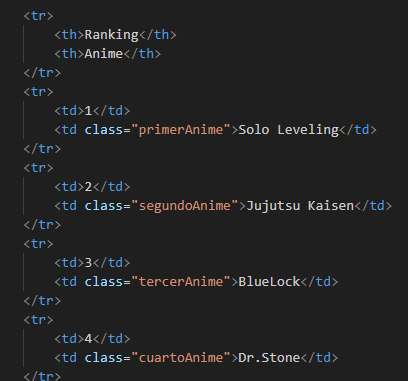 <tr>
<th>Ranking</th>
<th>Anime</th>
</tr>
<tr>
<td>1</td>
<td class="primerAnime">Solo Leveling</td>
</tr>
<tr>
<td>2</td>
<td class="segundoAnime">Jujutsu Kaisen</td>
</tr>
<tr>
<td>3</td>
<td class="tercerAnime">BlueLock</td>
</tr>
<tr>
<td>4</td>
<td class="cuartoAnime">Dr.Stone</td>
</tr>